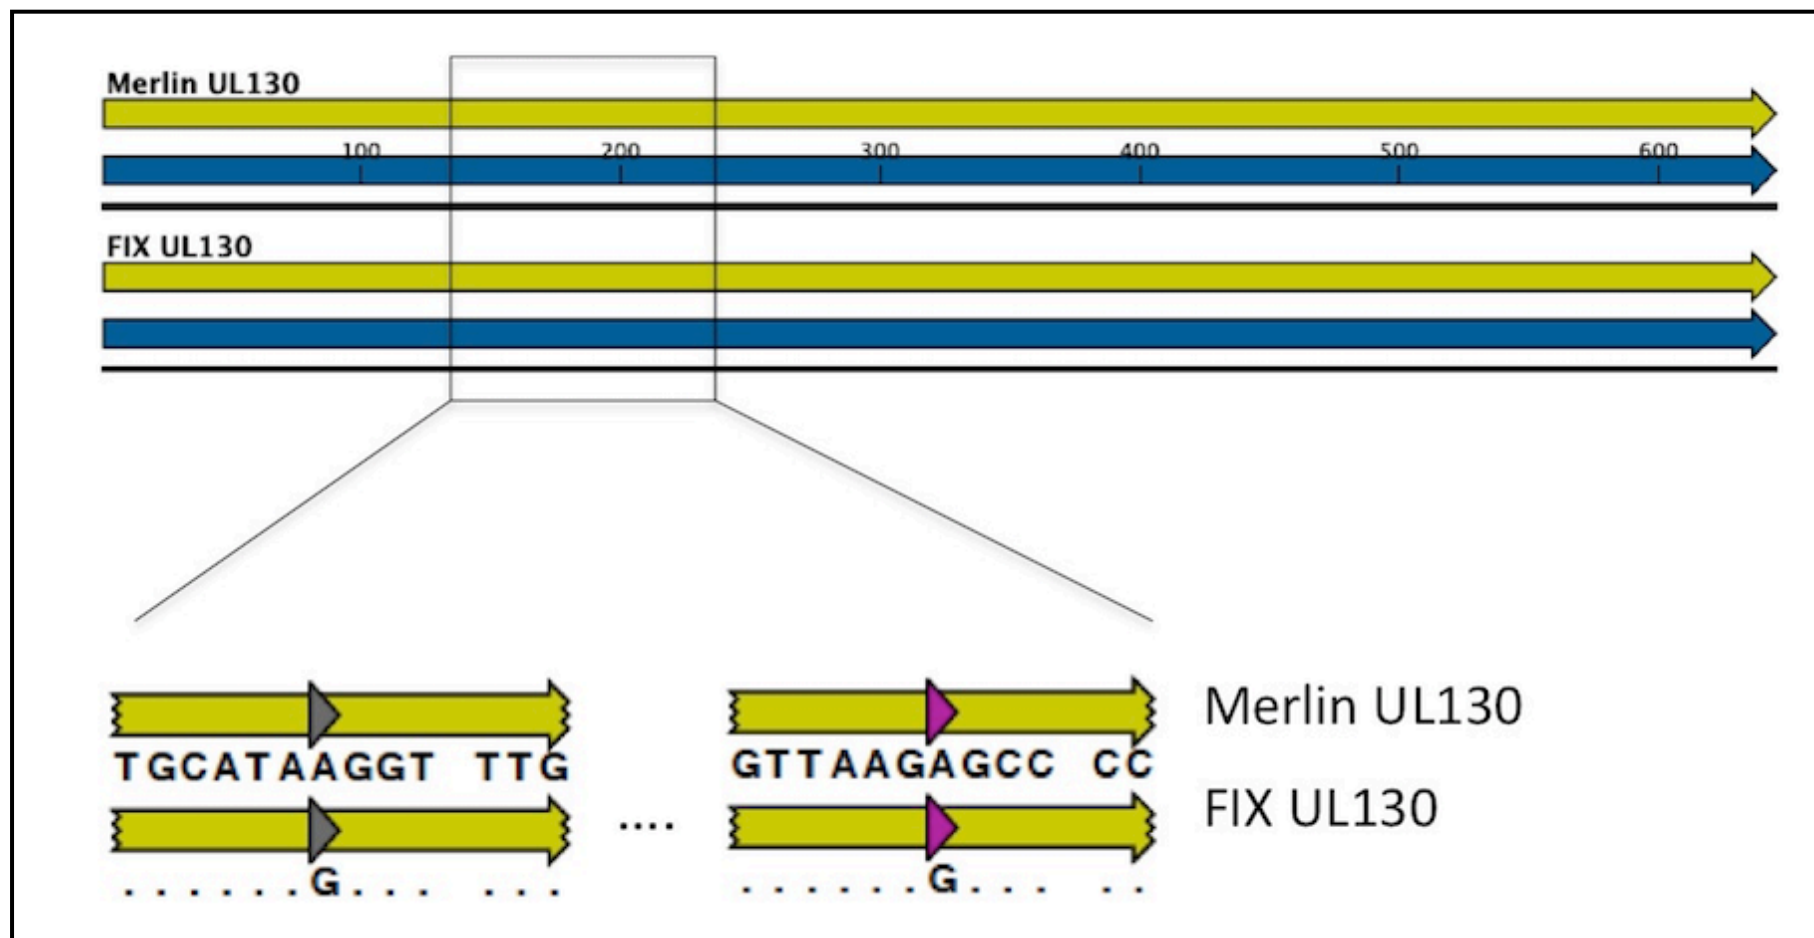 Merlin UL130
100 200 300 400 500 600
FIX UL130
TGCATAAGGT TTG GTTAAGAGCC CC Merlin UL130
.... FIX UL130
......G... ... ......G... ..